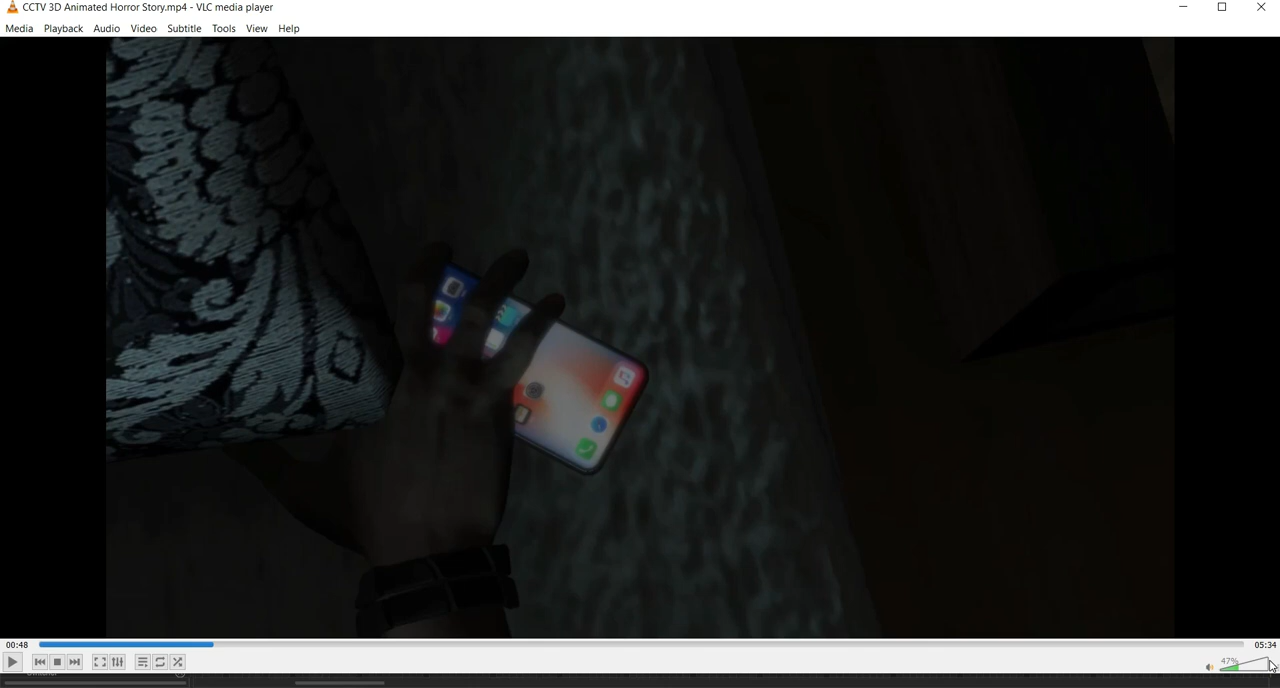 CCTV 3D Animated Horror Story.mp4 - VLC media player
Media Playback Audio Video Subtitle Tools View Help
00:48
05:34
47%